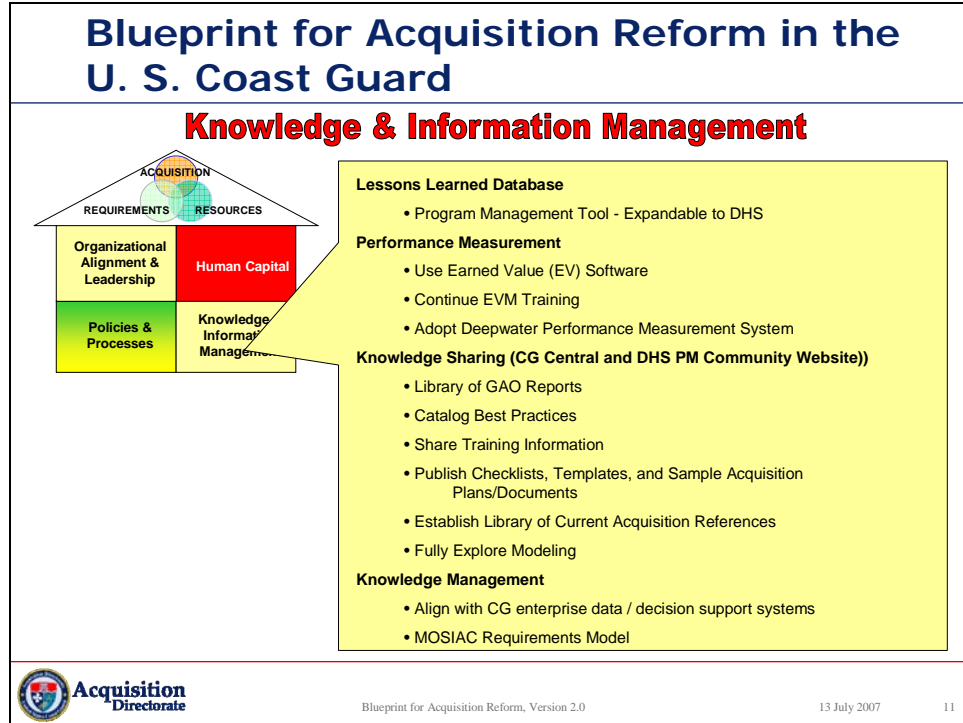 Blueprint for Acquisition Reform in the
U. S. Coast Guard
Knowledge & Information Management
ACQUISITION
REQUIREMENTS RESOURCES
Organizational
Alignment &
Leadership
Human Capital
Policies &
Processes
Knowledge
Informati
Managemen
Lessons Learned Database
• Program Management Tool - Expandable to DHS
Performance Measurement
• Use Earned Value (EV) Software
• Continue EVM Training
• Adopt Deepwater Performance Measurement System
Knowledge Sharing (CG Central and DHS PM Community Website))
• Library of GAO Reports
• Catalog Best Practices
• Share Training Information
• Publish Checklists, Templates, and Sample Acquisition
Plans/Documents
• Establish Library of Current Acquisition References
• Fully Explore Modeling
Knowledge Management
• Align with CG enterprise data / decision support systems
• MOSIAC Requirements Model
Acquisition
Directorate
Blueprint for Acquisition Reform, Version 2.0
13 July 2007
11